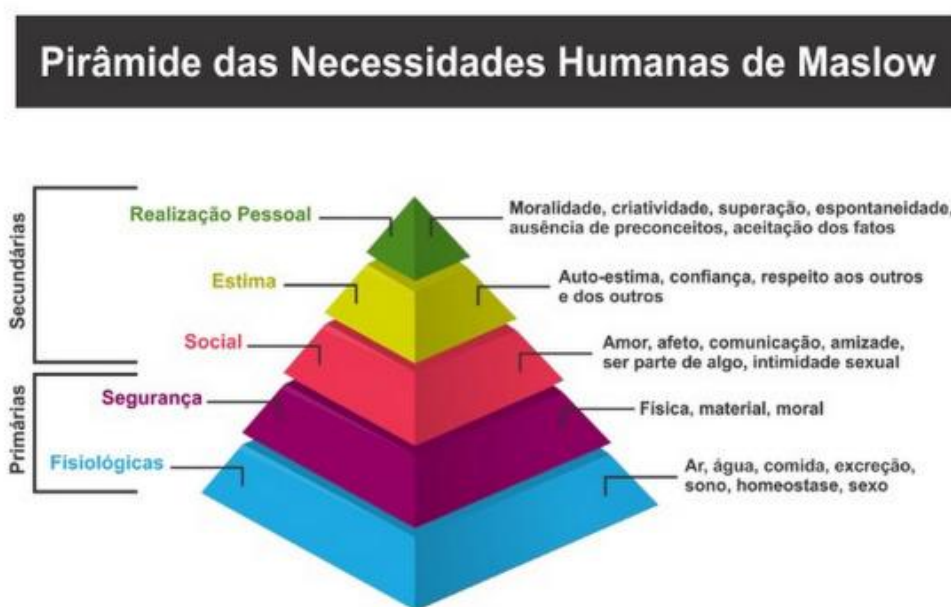 Pirâmide das Necessidades Humanas de Maslow
Secundárias
Realização Pessoal
Moralidade, criatividade, superação, espontaneidade,
ausência de preconceitos, aceitação dos fatos
Estima
Auto-estima, confiança, respeito aos outros
e dos outros
Social
Amor, afeto, comunicação, amizade,
ser parte de algo, intimidade sexual
Primárias
Segurança
Física, material, moral
Fisiológicas
Ar, água, comida, excreção,
sono, homeostase, sexo